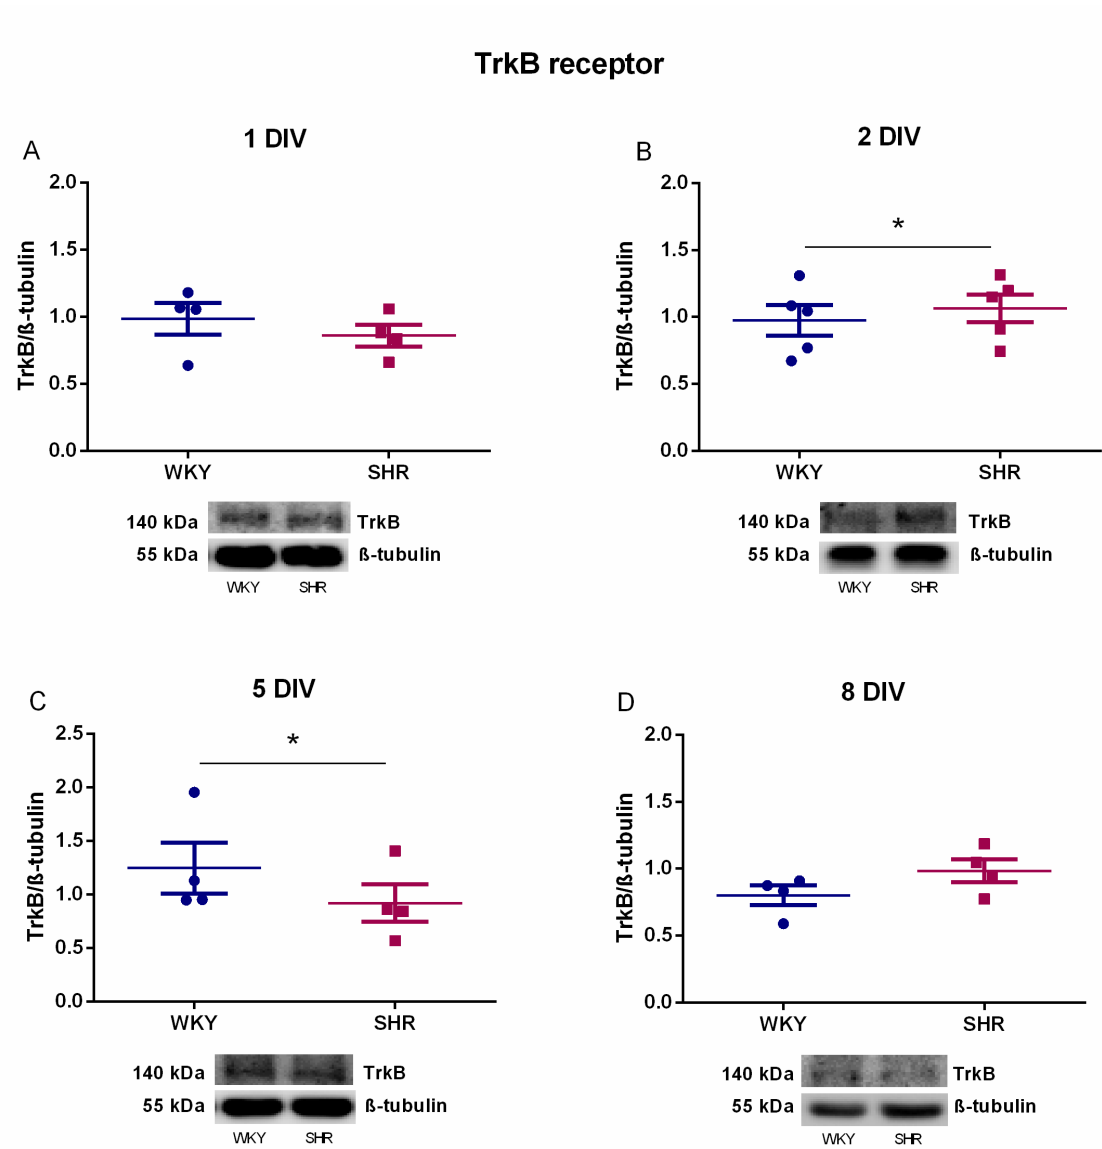 TrkB receptor
A
1 DIV
2.0
1.5
1.0
0.5
0.0
TrkB/ß-tubulin
WKY
SHR
140 kDa
TrkB
55 kDa
ß-tubulin
WKY
SHR
B
2 DIV
2.0
1.5
1.0
0.5
0.0
TrkB/ß-tubulin
*
WKY
SHR
140 kDa
TrkB
55 kDa
ß-tubulin
WKY
SHR
C
5 DIV
2.5
2.0
1.5
1.0
0.5
0.0
TrkB/ß-tubulin
*
WKY
SHR
140 kDa
TrkB
55 kDa
ß-tubulin
WKY
SHR
D
8 DIV
2.0
1.5
1.0
0.5
0.0
TrkB/ß-tubulin
WKY
SHR
140 kDa
TrkB
55 kDa
ß-tubulin
WKY
SHR